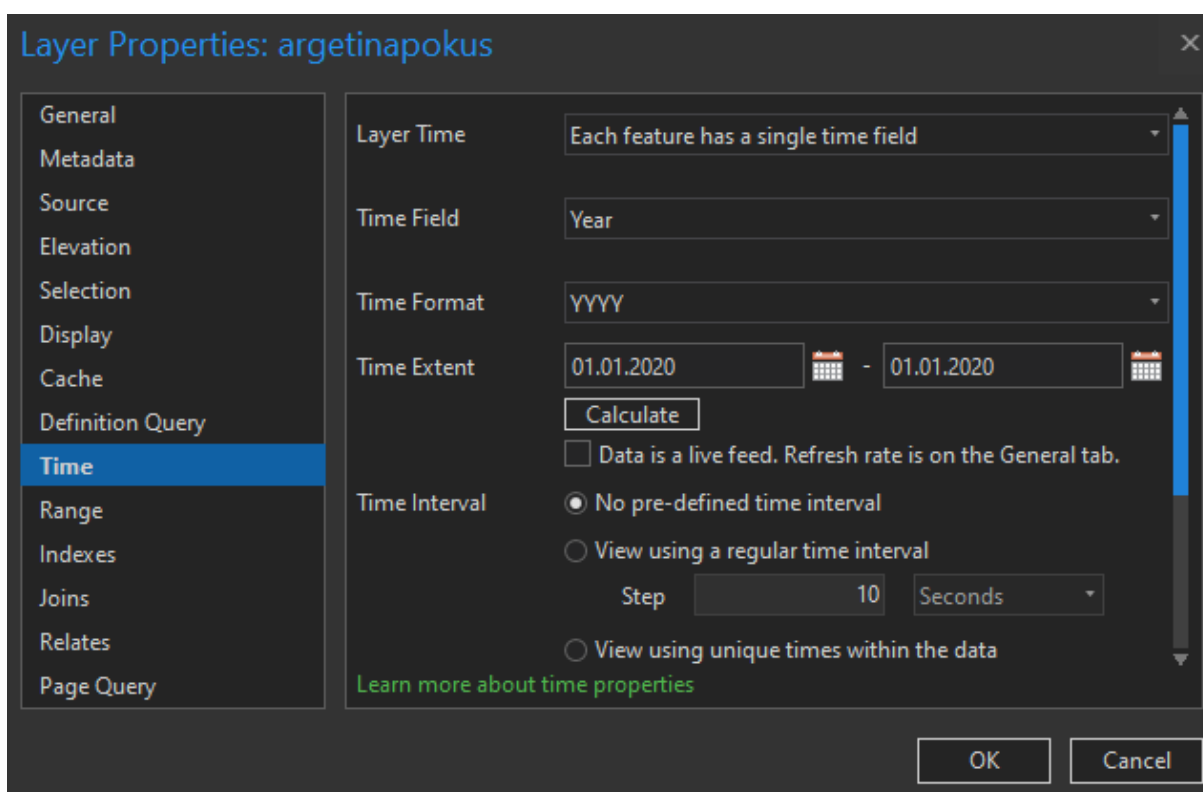 Layer Properties: argetinapokus
General
Metadata
Source
Elevation
Selection
Display
Cache
Definition Query
Time
Range
Indexes
Joins
Relates
Page Query
Layer Time Each feature has a single time field
Time Field Year
Time Format YYYY
Time Extent 01.01.2020 - 01.01.2020
Calculate
Data is a live feed. Refresh rate is on the General tab.
Time Interval No pre-defined time interval
View using a regular time interval
Step 10 Seconds
View using unique times within the data
Learn more about time properties
OK Cancel